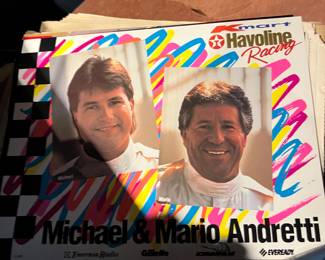 Kmart
Havoline
Racing
Michael & Mario Andretti
Gillette
EVEREADY